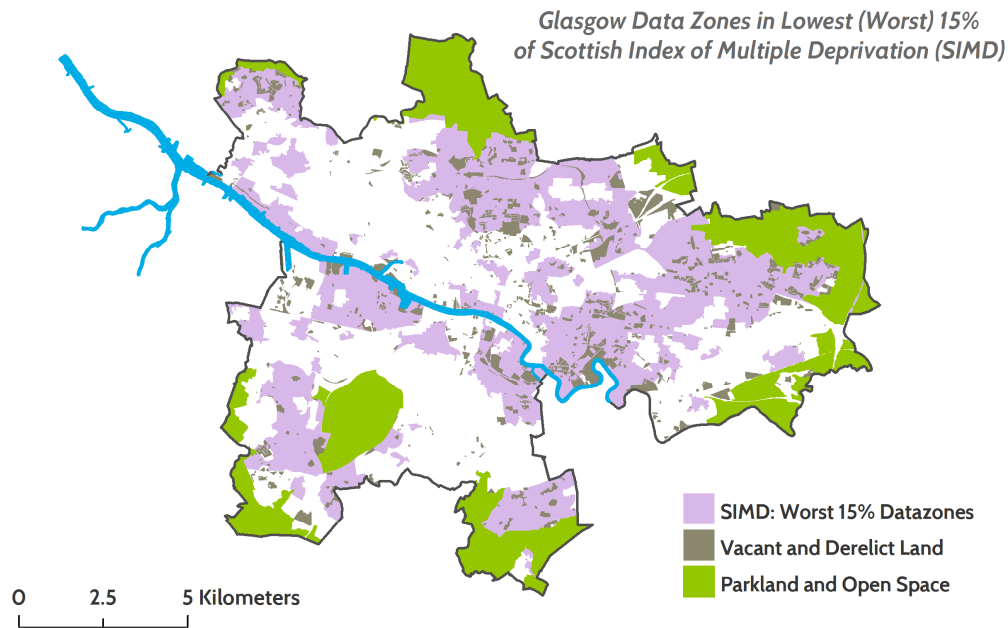 Glasgow Data Zones in Lowest (Worst) 15%
of Scottish Index of Multiple Deprivation (SIMD)
SIMD: Worst 15% Datazones
Vacant and Derelict Land
Parkland and Open Space
0 2.5 5 Kilometers